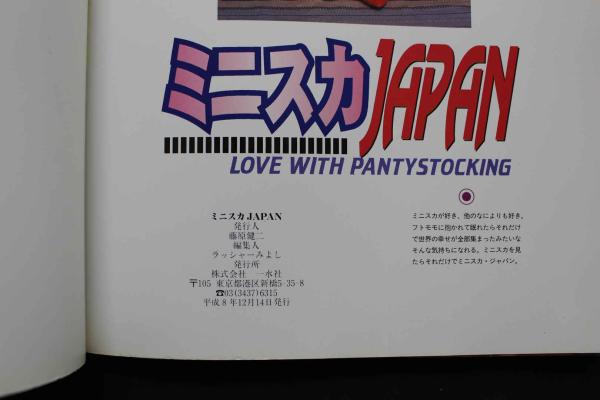 ミニスカJAPAN
LOVE WITH PANTYSTOCKING
ミニスカJAPAN
発行人
藤原健二
編集人
ラッシャーみよし
発行所
株式会社 一水社
〒105 東京都港区新橋5-35-8
☎03(3437)6315
平成8年12月14日発行
ミニスカが好き、他のなによりも好き。
フトモモに抱かれて眠れたらそれだけ
で世界の幸せが全部集まったみたいな
そんな気持ちになれる。ミニスカを見
たらそれだけでミニスカ・ジャパン。